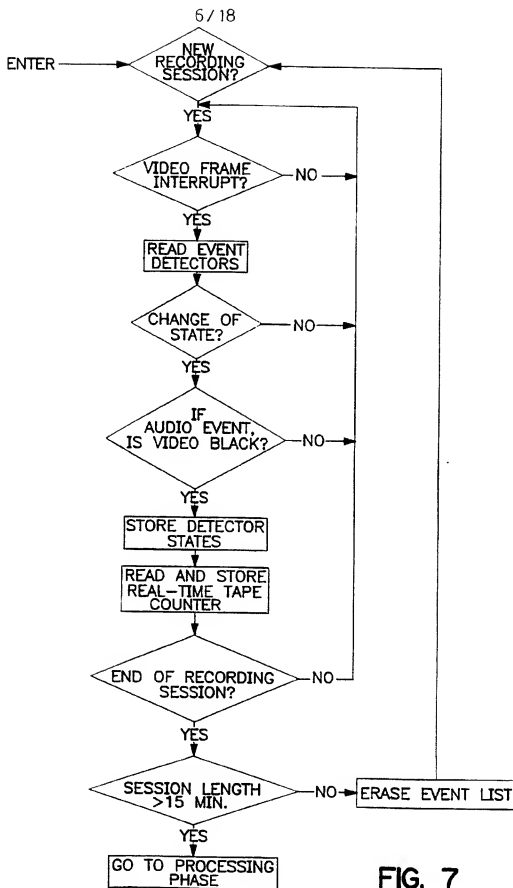 6/18
NEW
RECORDING
SESSION?
ENTER
YES
VIDEO FRAME
INTERRUPT?
NO
YES
READ EVENT
DETECTORS
CHANGE OF
STATE?
NO
YES
IF
AUDIO EVENT,
IS VIDEO BLACK?
NO
YES
STORE DETECTOR
STATES
READ AND STORE
REAL-TIME TAPE
COUNTER
END OF RECORDING
SESSION?
NO
YES
SESSION LENGTH
>15 MIN.
NO
ERASE EVENT LIST
YES
GO TO PROCESSING
PHASE
FIG. 7